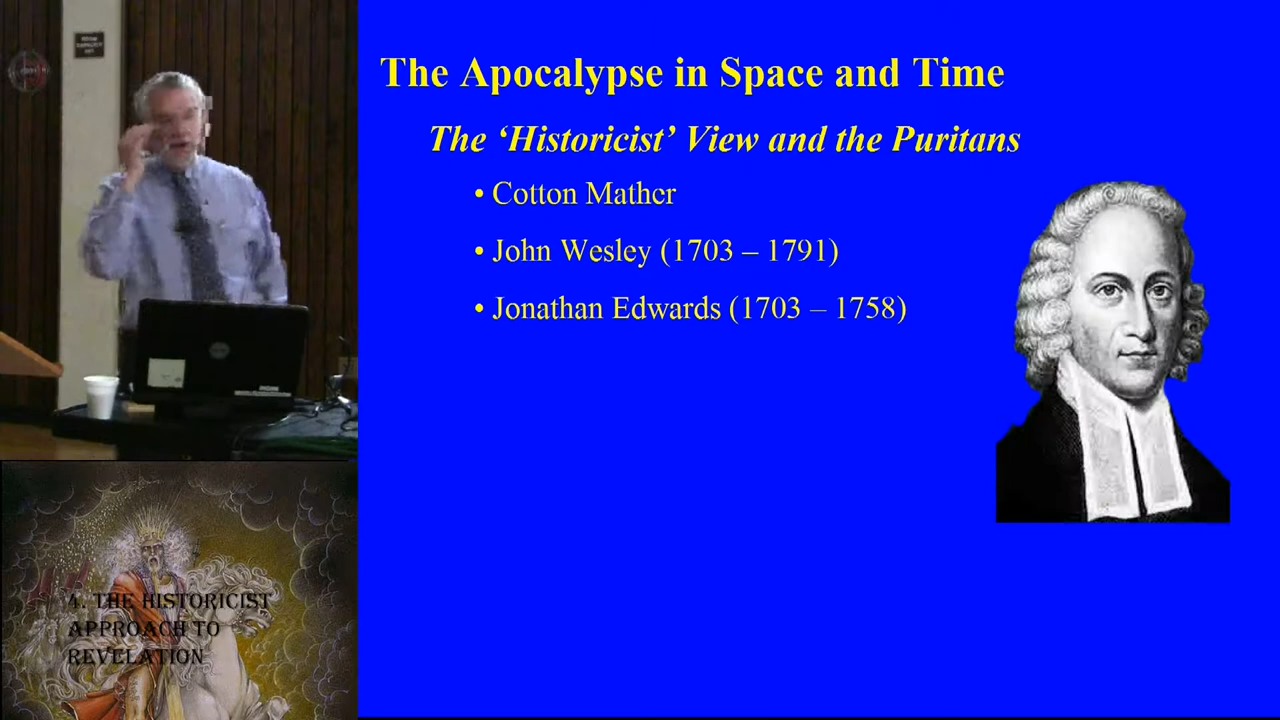 The Apocalypse in Space and Time
The ‘Historicist’ View and the Puritans
• Cotton Mather
• John Wesley (1703 – 1791)
• Jonathan Edwards (1703 – 1758)
4. THE HISTORICIST
APPROACH TO
REVELATION